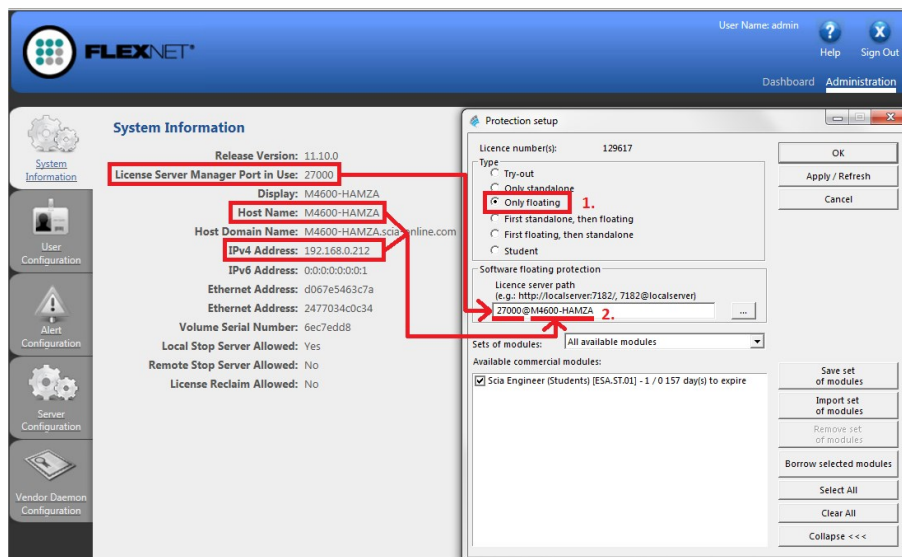 User Name: admin
FLEXNET
?
X
Help
Sign Out
Dashboard
Administration
System Information
User Configuration
Alert Configuration
Server Configuration
Vendor Daemon Configuration
System Information
Release Version: 11.10.0
License Server Manager Port in Use: 27000
Display: M4600-HAMZA
Host Name: M4600-HAMZA
Host Domain Name: M4600-HAMZA.scia-online.com
IPv4 Address: 192.168.0.212
IPv6 Address: 0:0:0:0:0:0:0:1
Ethernet Address: d067e5463c7a
Ethernet Address: 2477034c0c34
Volume Serial Number: 6ec7edd8
Local Stop Server Allowed: Yes
Remote Stop Server Allowed: No
License Reclaim Allowed: No
Protection setup
Licence number(s): 129617
Type
Try-out
Only standalone
Only floating 1.
First standalone, then floating
First floating, then standalone
Student
Software floating protection
Licence server path
(e.g.: http://localserver:7182/, 7182@localserver)
27000@M4600-HAMZA 2.
...
Sets of modules: All available modules
Available commercial modules:
Scia Engineer (Students) [ESA.ST.01] - 1 / 0 157 day(s) to expire
OK
Apply / Refresh
Cancel
Save set
of modules
Import set
of modules
Remove set
of modules
Borrow selected modules
Select All
Clear All
Collapse <<<